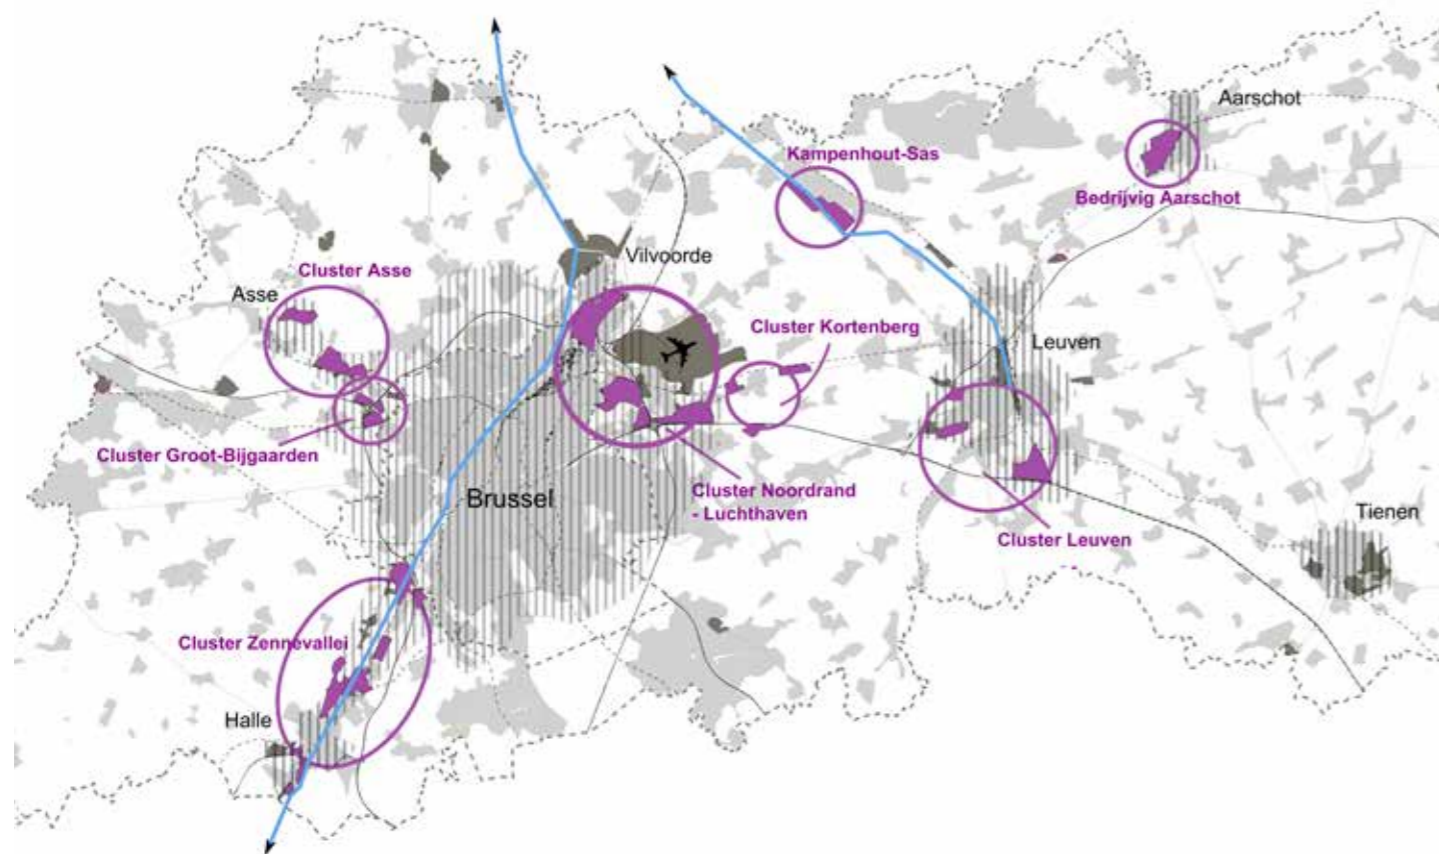 Aarschot
Kampenhout-Sas
Bedrijvig Aarschot
Vilvoorde
Cluster Asse
Asse
Cluster Kortenberg
Leuven
Cluster Groot-Bijgaarden
Brussel
Cluster Noordrand
- Luchthaven
Cluster Leuven
Tienen
Cluster Zennevallei
Halle